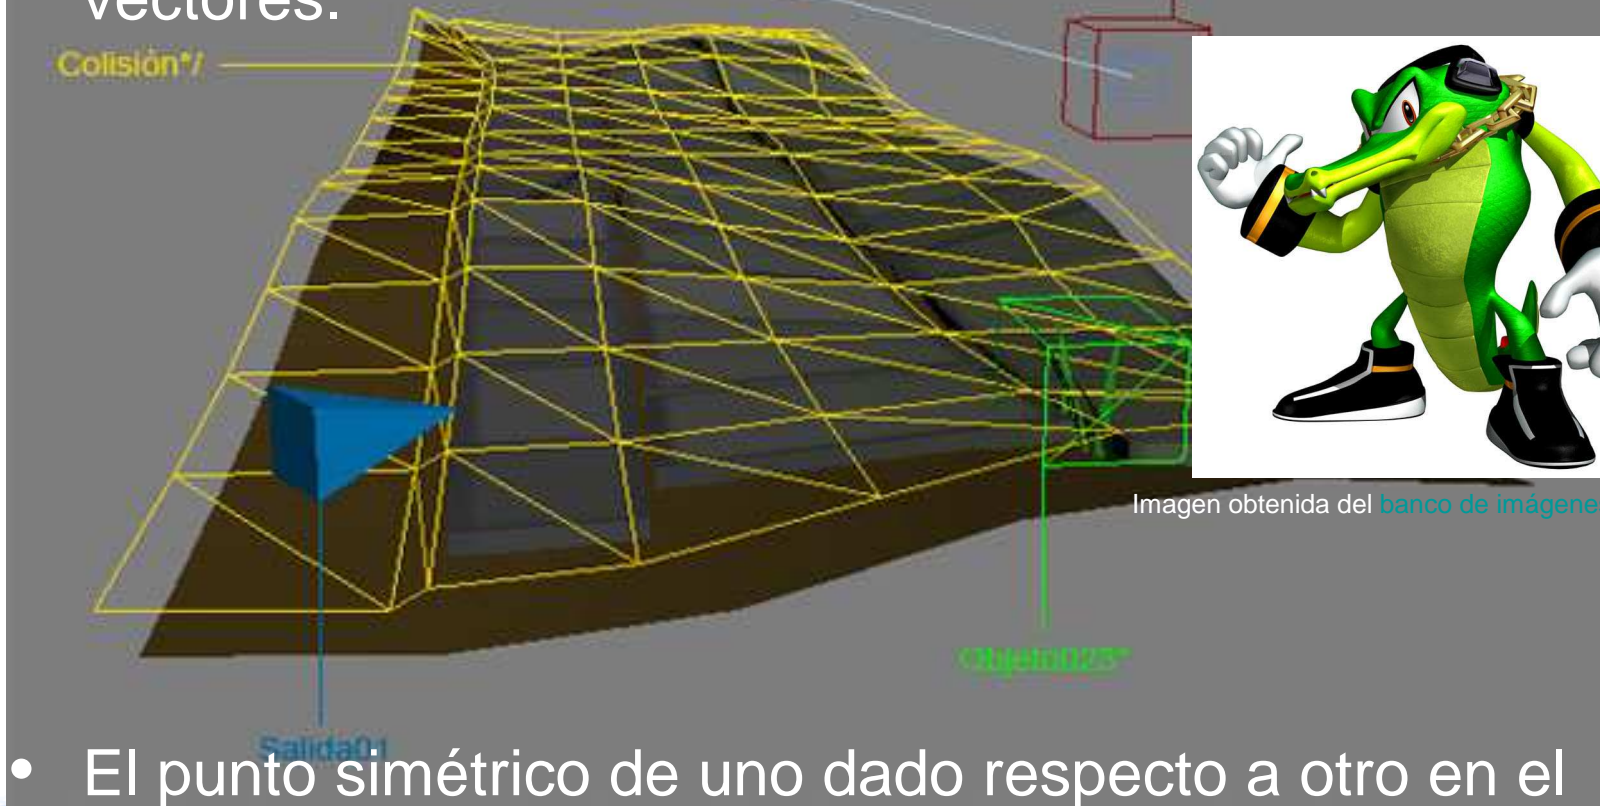 vectores.
Colisión*/
Imagen obtenida del banco de imágene
Objeto023*
Salida01
• El punto simétrico de uno dado respecto a otro en el